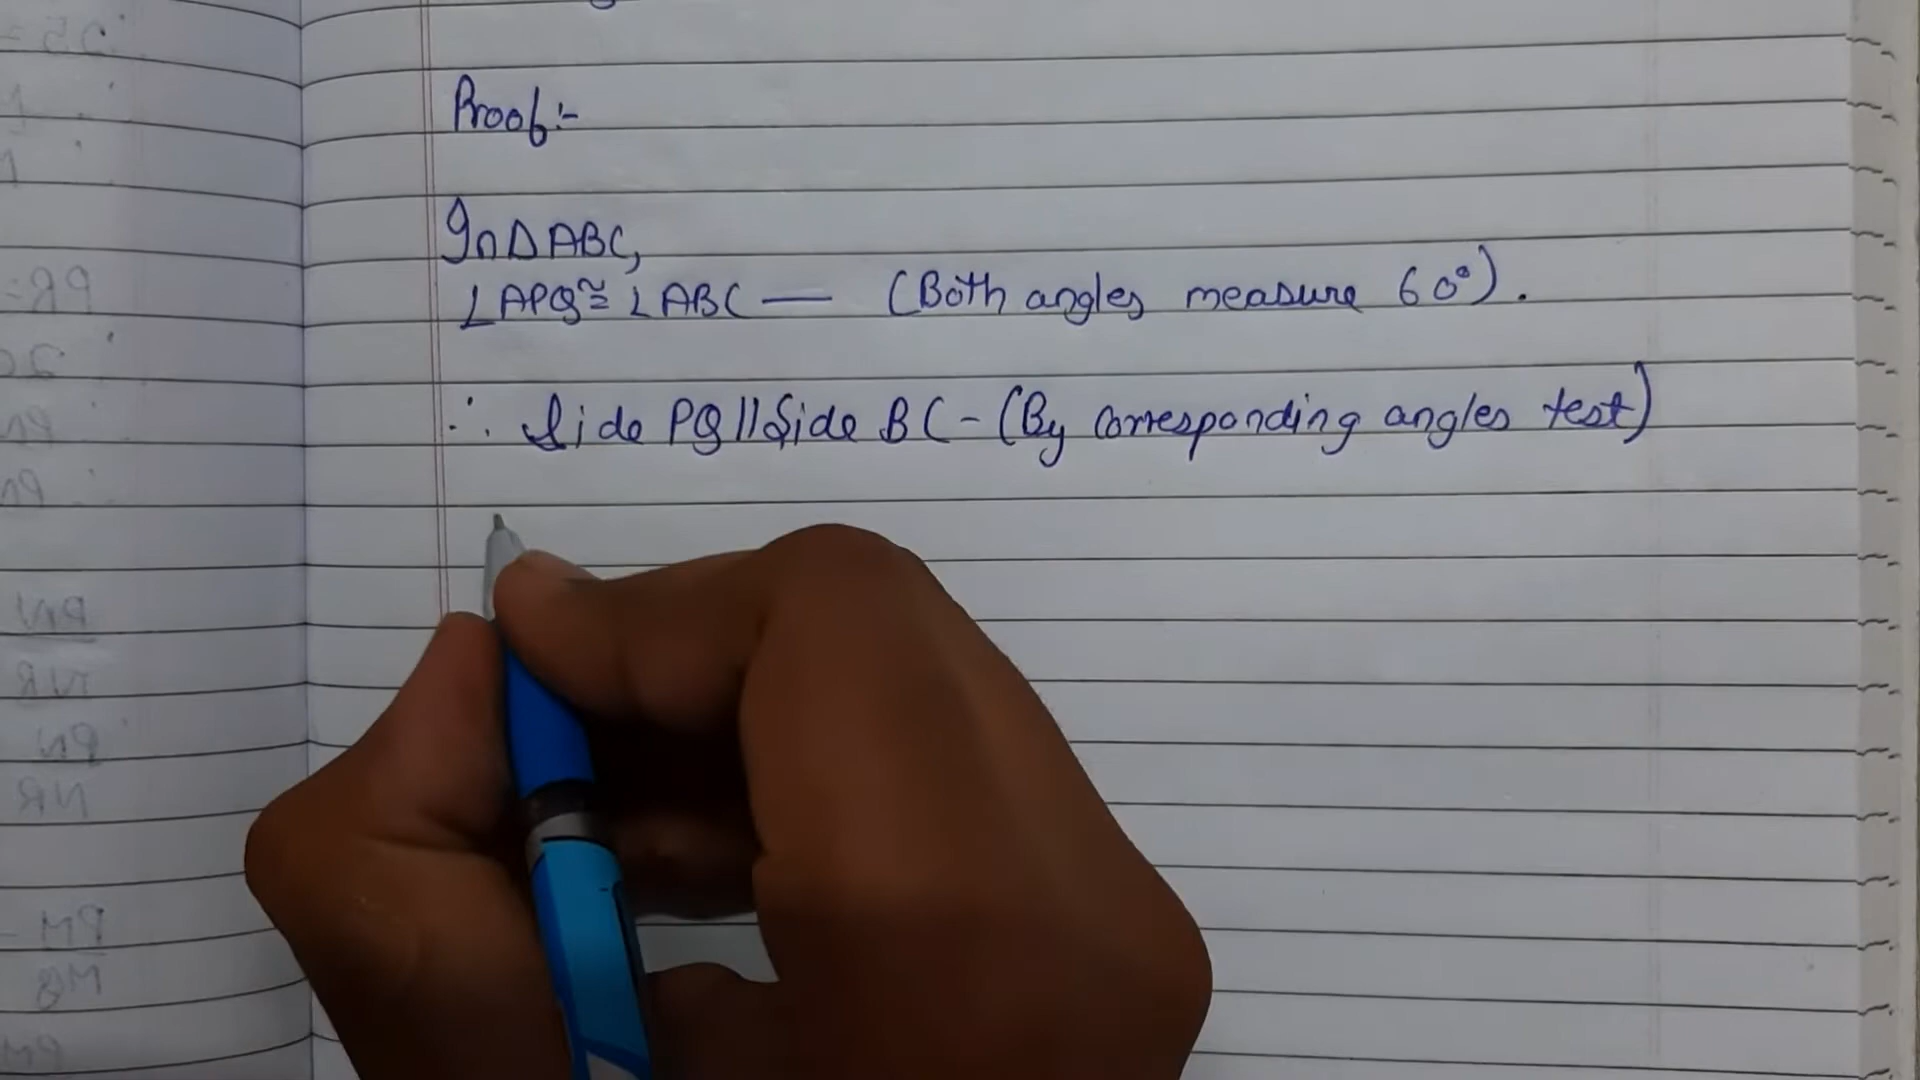 Proof:-
In △ABC,
∠APQ ≅ ∠ABC — (Both angles measure 60°).
∴ Side PQ || Side BC - (By corresponding angles test)